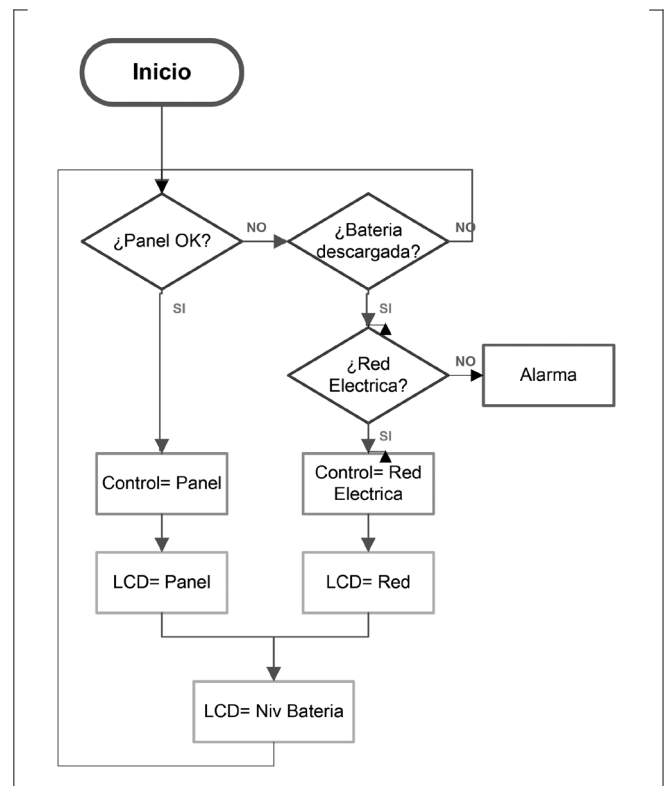 Inicio
¿Panel OK?
NO
¿Bateria
descargada?
NO
SI
SI
¿Red
Electrica?
NO
Alarma
SI
Control= Panel
Control= Red
Electrica
LCD= Panel
LCD= Red
LCD= Niv Bateria